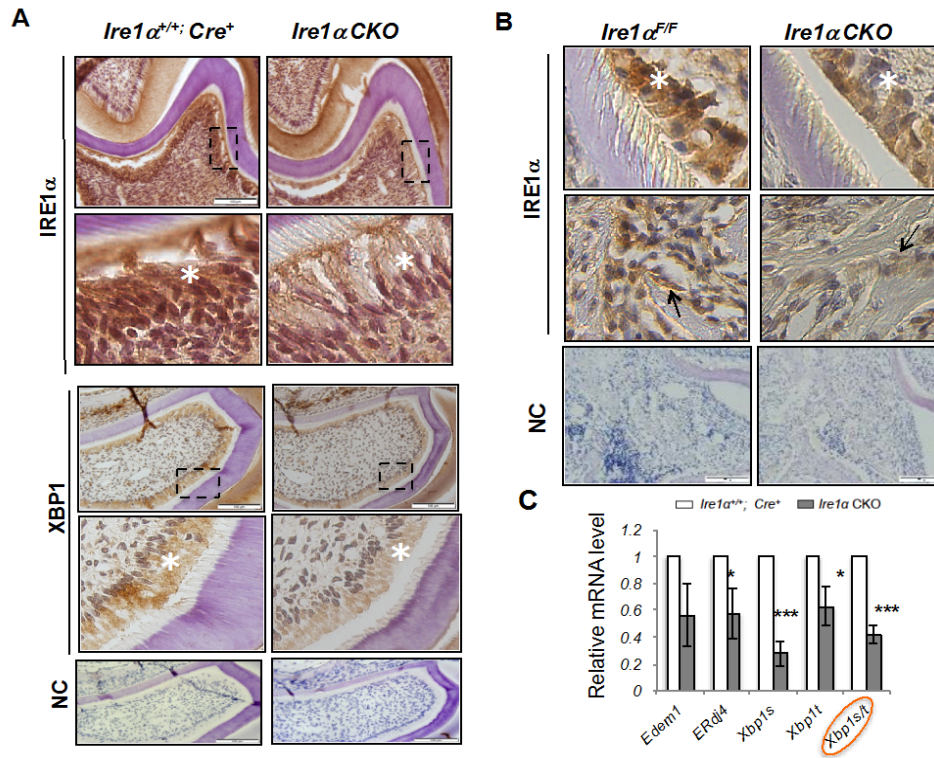 A
Ire1α+/+; Cre+
Ire1α CKO
IRE1α
*
*
XBP1
*
*
NC
B
Ire1αF/F
Ire1α CKO
IRE1α
*
*
NC
C
Ire1α+/+; Cre+
Ire1α CKO
Relative mRNA level
1.2
1
0.8
0.6
0.4
0.2
0
*
***
*
***
Edem1
ERdj4
Xbp1s
Xbp1t
Xbp1s/t